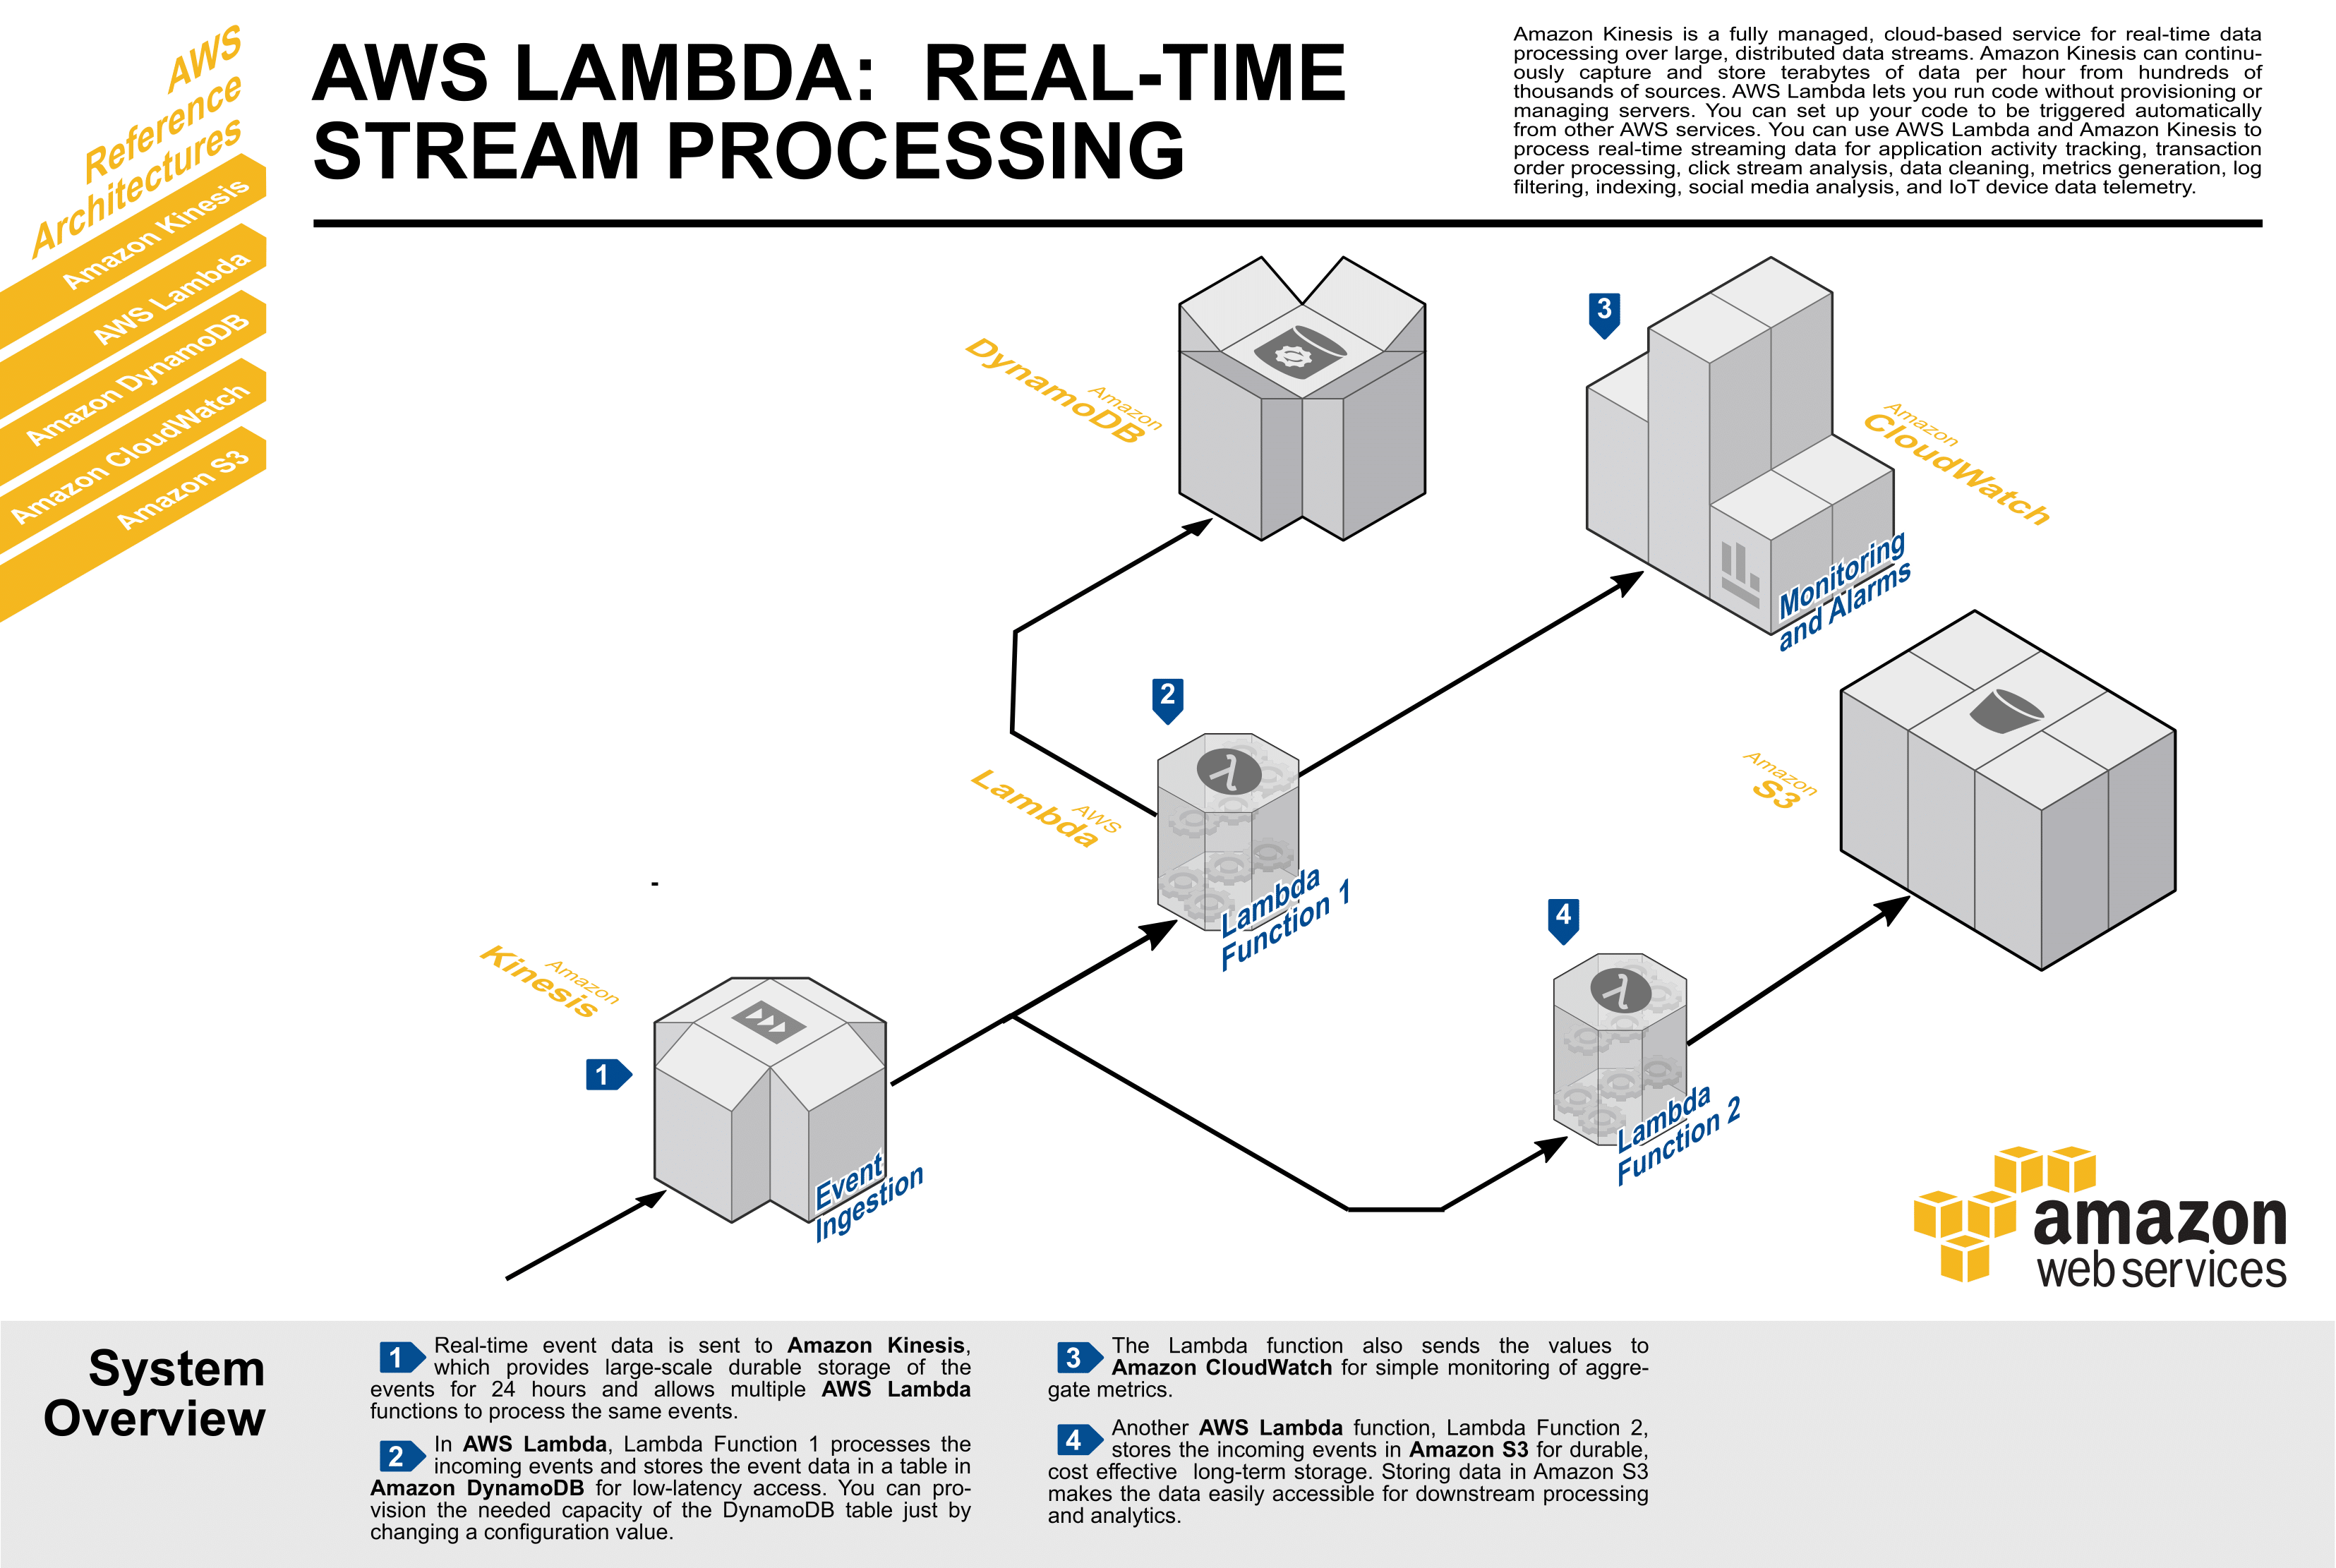 AWS
Reference
Architectures
Amazon Kinesis
AWS Lambda
Amazon DynamoDB
Amazon CloudWatch
Amazon S3
AWS LAMBDA: REAL-TIME
STREAM PROCESSING
Amazon Kinesis is a fully managed, cloud-based service for real-time data
processing over large, distributed data streams. Amazon Kinesis can continu-
ously capture and store terabytes of data per hour from hundreds of
thousands of sources. AWS Lambda lets you run code without provisioning or
managing servers. You can set up your code to be triggered automatically
from other AWS services. You can use AWS Lambda and Amazon Kinesis to
process real-time streaming data for application activity tracking, transaction
order processing, click stream analysis, data cleaning, metrics generation, log
filtering, indexing, social media analysis, and IoT device data telemetry.
Amazon
DynamoDB
3
Amazon
CloudWatch
Monitoring
and Alarms
2
AWS
Lambda
Lambda
Function 1
Amazon
S3
-
4
Lambda
Function 2
Amazon
Kinesis
1
Event
Ingestion
amazon
web services
System
Overview
1 Real-time event data is sent to Amazon Kinesis,
which provides large-scale durable storage of the
events for 24 hours and allows multiple AWS Lambda
functions to process the same events.
2 In AWS Lambda, Lambda Function 1 processes the
incoming events and stores the event data in a table in
Amazon DynamoDB for low-latency access. You can pro-
vision the needed capacity of the DynamoDB table just by
changing a configuration value.
3 The Lambda function also sends the values to
Amazon CloudWatch for simple monitoring of aggre-
gate metrics.
4 Another AWS Lambda function, Lambda Function 2,
stores the incoming events in Amazon S3 for durable,
cost effective long-term storage. Storing data in Amazon S3
makes the data easily accessible for downstream processing
and analytics.